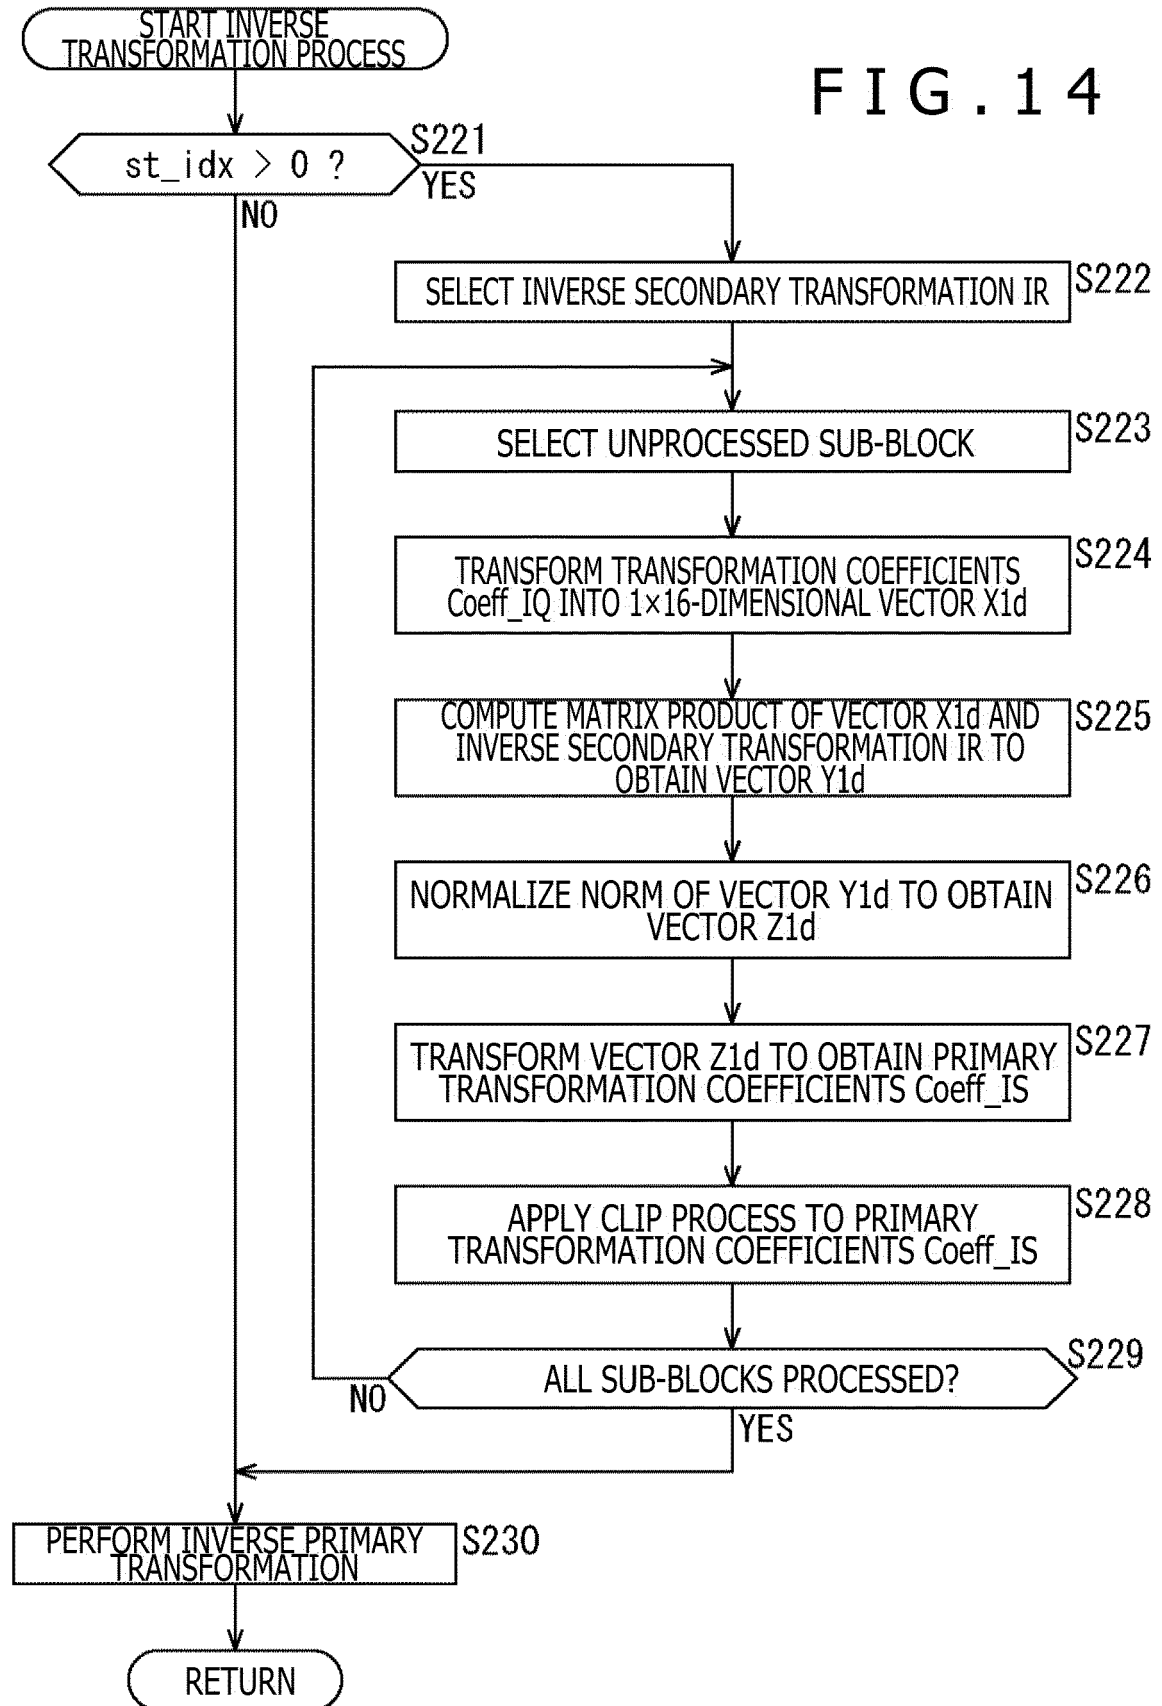 START INVERSE
TRANSFORMATION PROCESS
FIG.14
S221
st_idx > 0 ?
YES
NO
S222
SELECT INVERSE SECONDARY TRANSFORMATION IR
S223
SELECT UNPROCESSED SUB-BLOCK
S224
TRANSFORM TRANSFORMATION COEFFICIENTS
Coeff_IQ INTO 1×16-DIMENSIONAL VECTOR X1d
S225
COMPUTE MATRIX PRODUCT OF VECTOR X1d AND
INVERSE SECONDARY TRANSFORMATION IR TO
OBTAIN VECTOR Y1d
S226
NORMALIZE NORM OF VECTOR Y1d TO OBTAIN
VECTOR Z1d
S227
TRANSFORM VECTOR Z1d TO OBTAIN PRIMARY
TRANSFORMATION COEFFICIENTS Coeff_IS
S228
APPLY CLIP PROCESS TO PRIMARY
TRANSFORMATION COEFFICIENTS Coeff_IS
S229
ALL SUB-BLOCKS PROCESSED?
NO
YES
PERFORM INVERSE PRIMARY
TRANSFORMATION
S230
RETURN